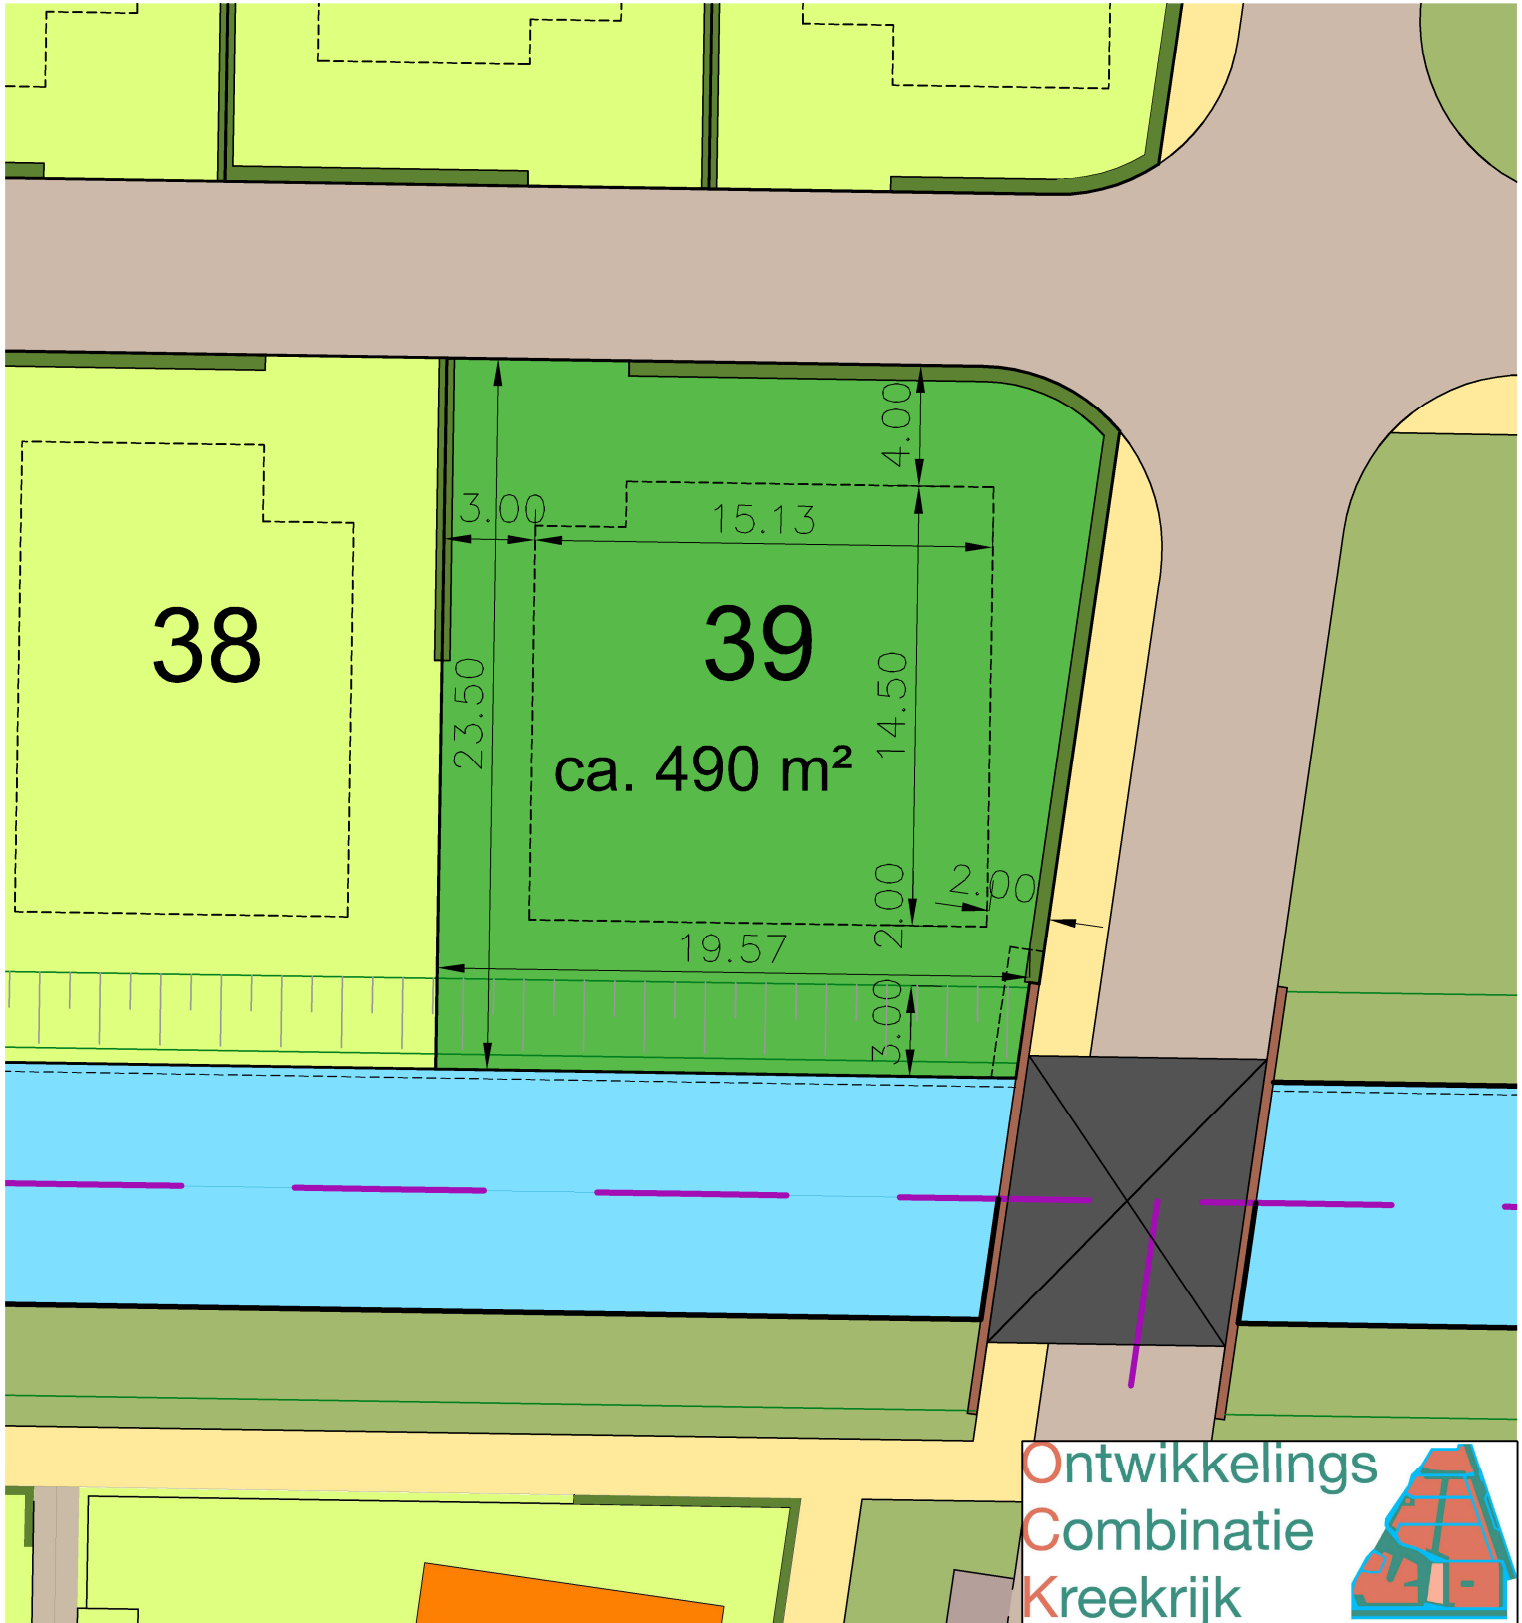 4.00
3.00
15.13
38
39
23.50
14.50
ca. 490 m²
2.00
2.00
19.57
3.00
Ontwikkelings
Combinatie
Kreekrijk